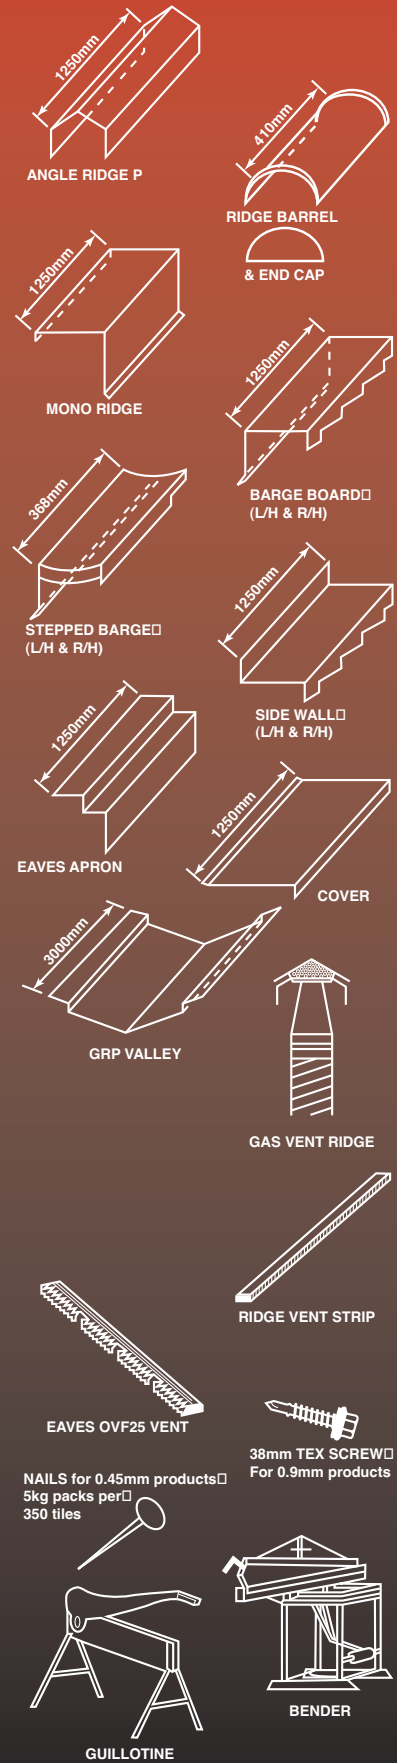 1250mm
ANGLE RIDGE P
410mm
RIDGE BARREL
& END CAP
1250mm
MONO RIDGE
1250mm
BARGE BOARD□
(L/H & R/H)
368mm
STEPPED BARGE□
(L/H & R/H)
1250mm
SIDE WALL□
(L/H & R/H)
1250mm
EAVES APRON
1250mm
COVER
3000mm
GRP VALLEY
GAS VENT RIDGE
RIDGE VENT STRIP
EAVES OVF25 VENT
38mm TEX SCREW□
For 0.9mm products
NAILS for 0.45mm products□
5kg packs per□
350 tiles
GUILLOTINE
BENDER